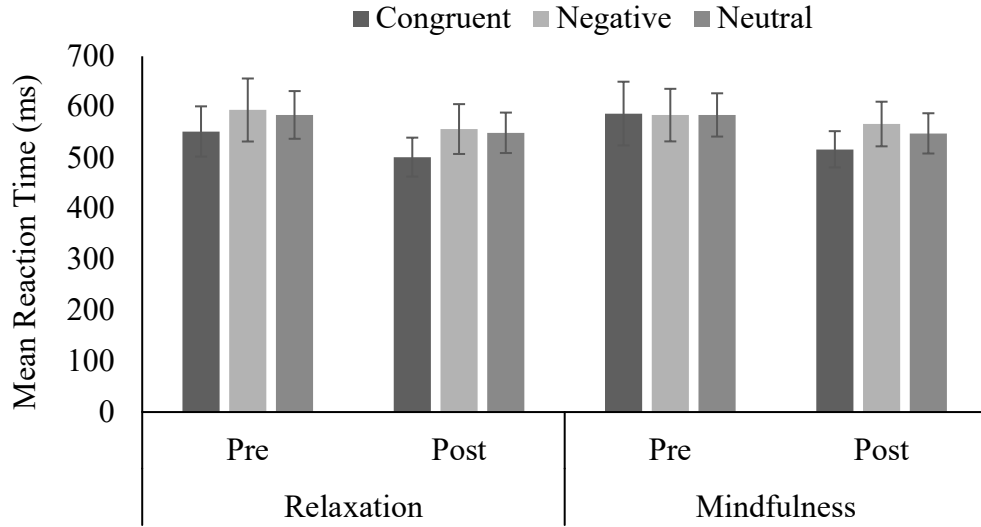 Congruent Negative Neutral
Mean Reaction Time (ms)
700
600
500
400
300
200
100
0
Pre Post Pre Post
Relaxation Mindfulness